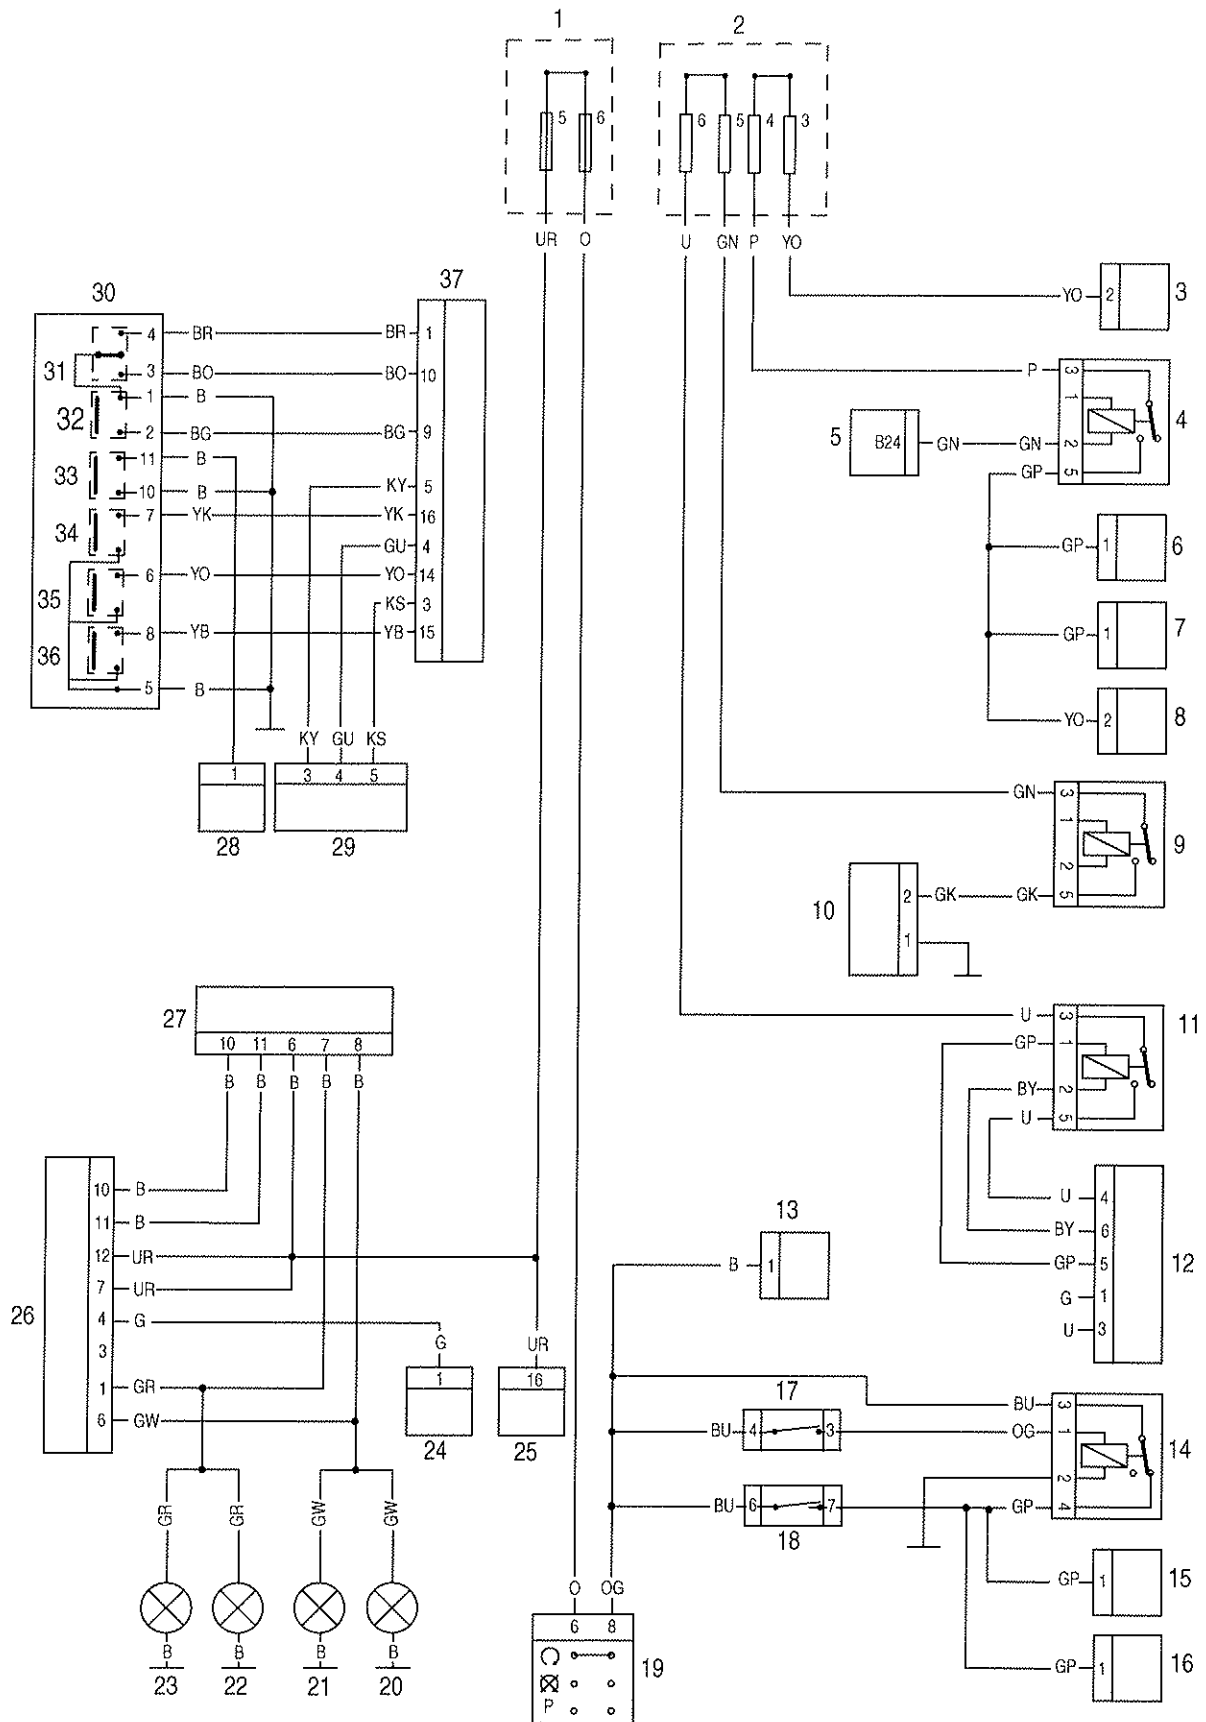 1
2
5 6
6 5 4 3
UR O
U GN P YO
37
30
YO 2 3
4 BR BR 1
31
3 BO BO 10
P 3
1
4
1 B
32
2 BG BG 9
5 B24 GN GN 2
11 B
33
GP 5
KY 5
10 B
7 YK YK 16
34
GU 4
GP 1 6
6 YO YO 14
35
KS 3
8 YB YB 15
GP 1 7
36
5 B
YO 2 8
KY GU KS
1 3 4 5
28 29
GN 3
1
9
2
10 2 GK GK 5
1
27
10 11 6 7 8
B B B B B
U 3 11
GP 1
BY 2
U 5
10 B
11 B
12 UR
7 UR
26
4 G
3
1 GR
6 GW
13
B 1
U 4
BY 6
GP 5 12
G 1
U 3
G UR
1 16
24 25
17
BU 4 3
BU 3
OG 1
14
2
BU 6 7 GP 4
18
GR GR GW GW
B B B B
23 22 21 20
O OG
6 8
19
P
GP 1 15
GP 1 16